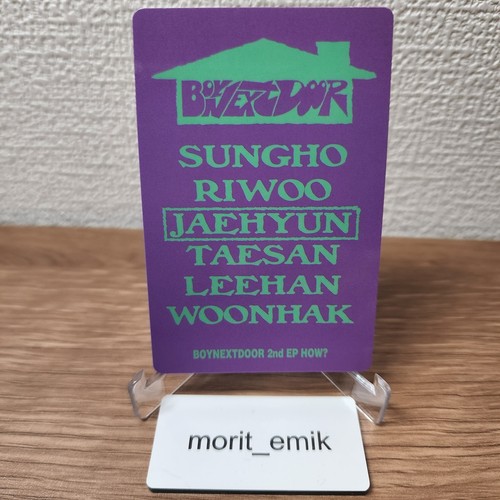 BOYNEXTDOOR
SUNGHO
RIWOO
JAEHYUN
TAESAN
LEEHAN
WOONHAK
BOYNEXTDOOR 2nd EP HOW?
morit_emik